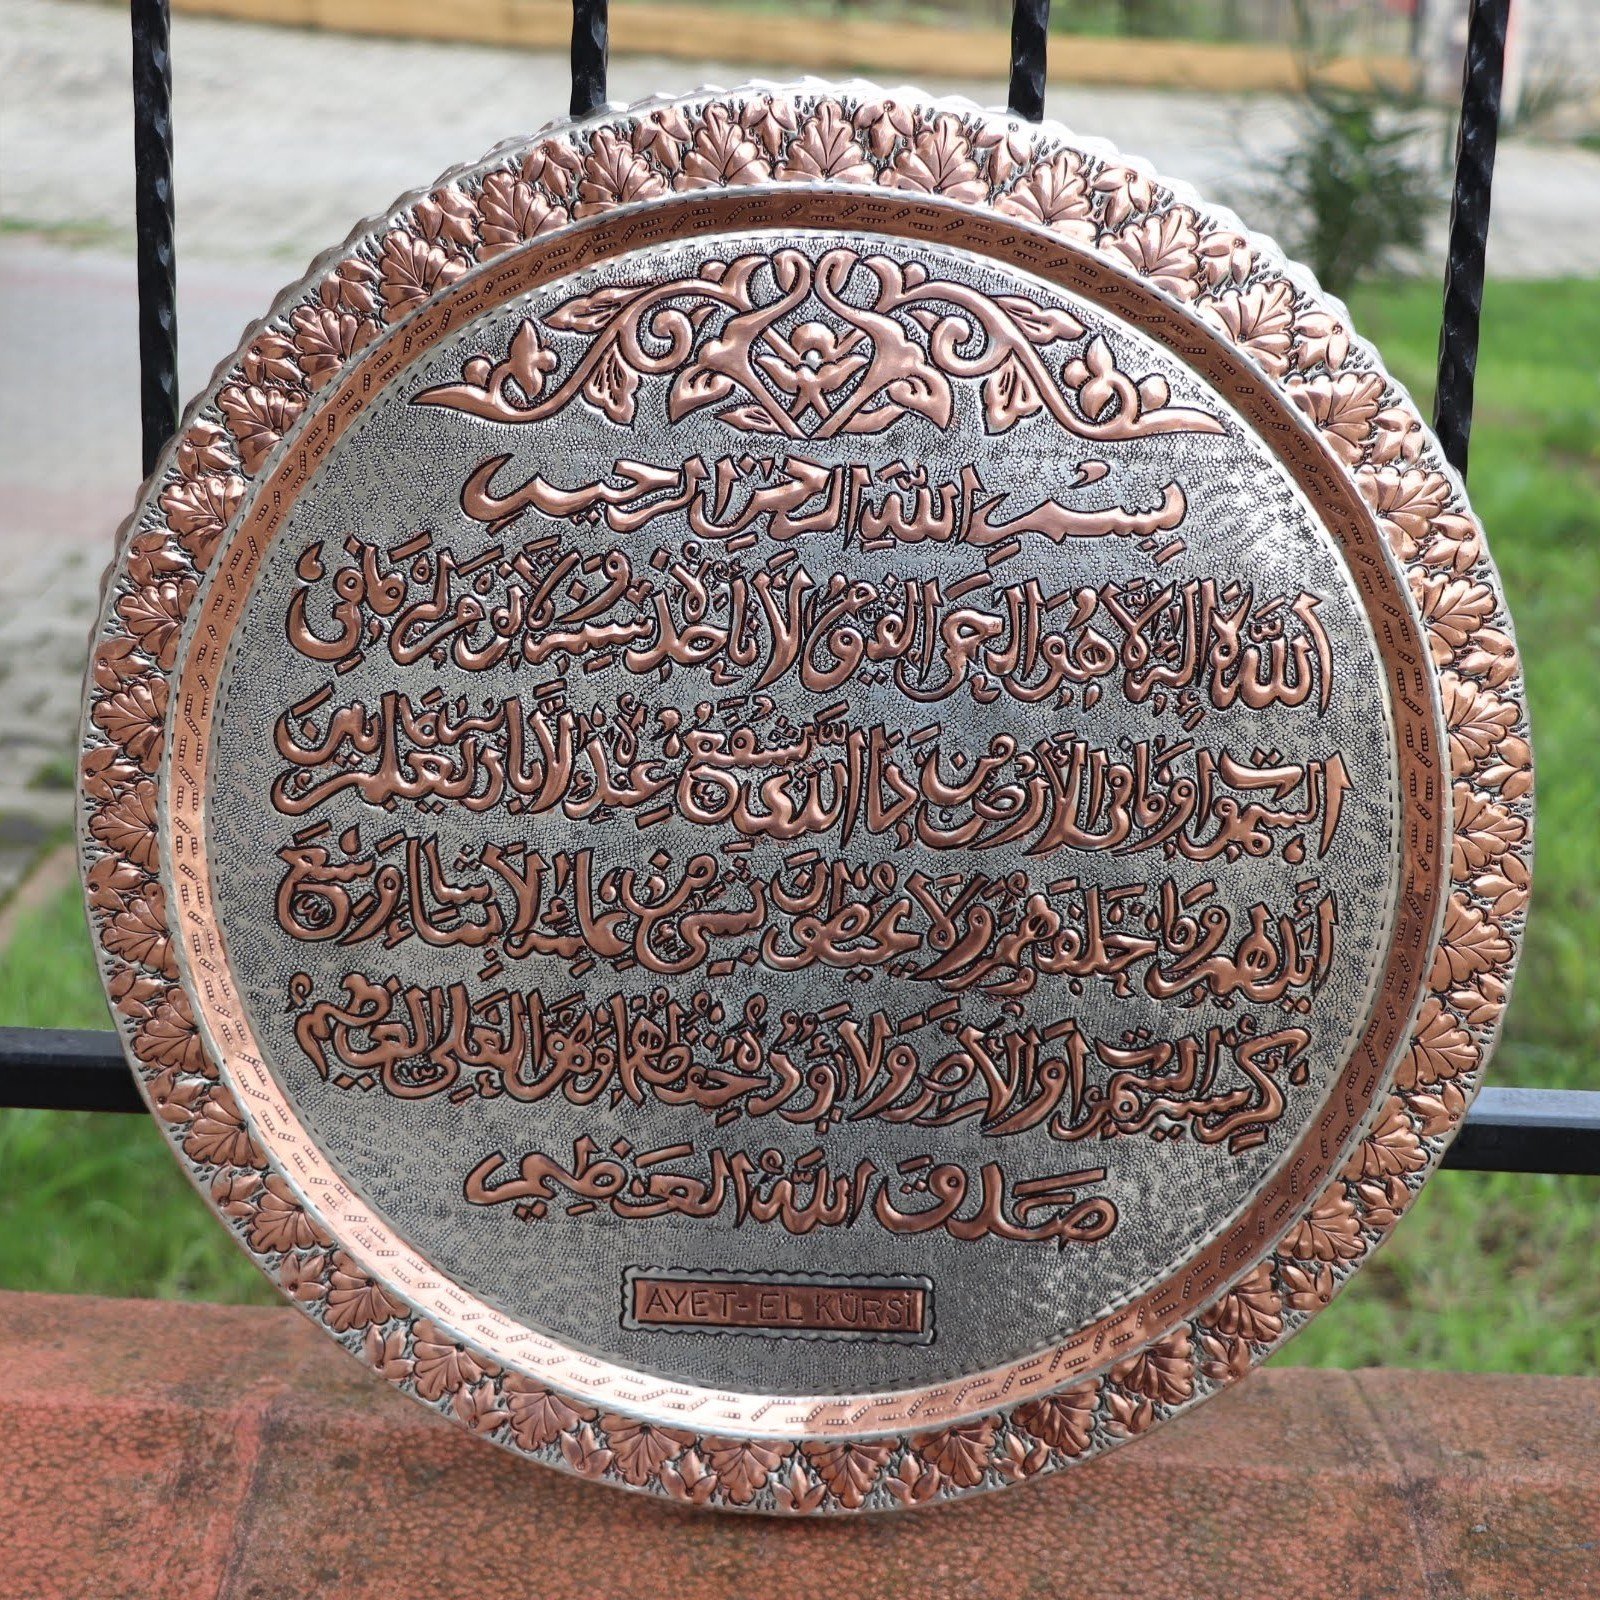 بسم الله الرحمن الرحيم
الله لا إله إلا هو الحي القيوم لا تأخذه سنة ولا نوم له ما في
السموات وما في الأرض من ذا الذي يشفع عنده إلا بإذنه يعلم ما بين
أيديهم وما خلفهم ولا يحيطون بشيء من علمه إلا بما شاء وسع
كرسيه السموات والأرض ولا يؤده حفظهما وهو العلي العظيم
صدق الله العظيم
AYET-EL KÜRSİ